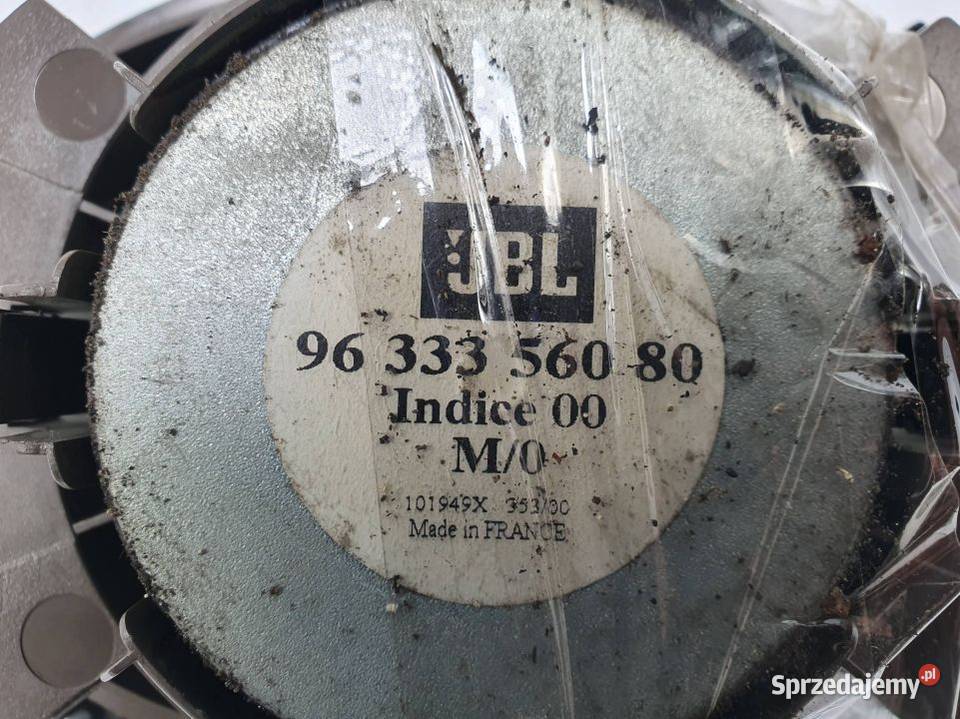 JBL
96 333 560 80
Indice 00
M/0
101949X 353/00
Made in FRANCE
Sprzedajemy.pl